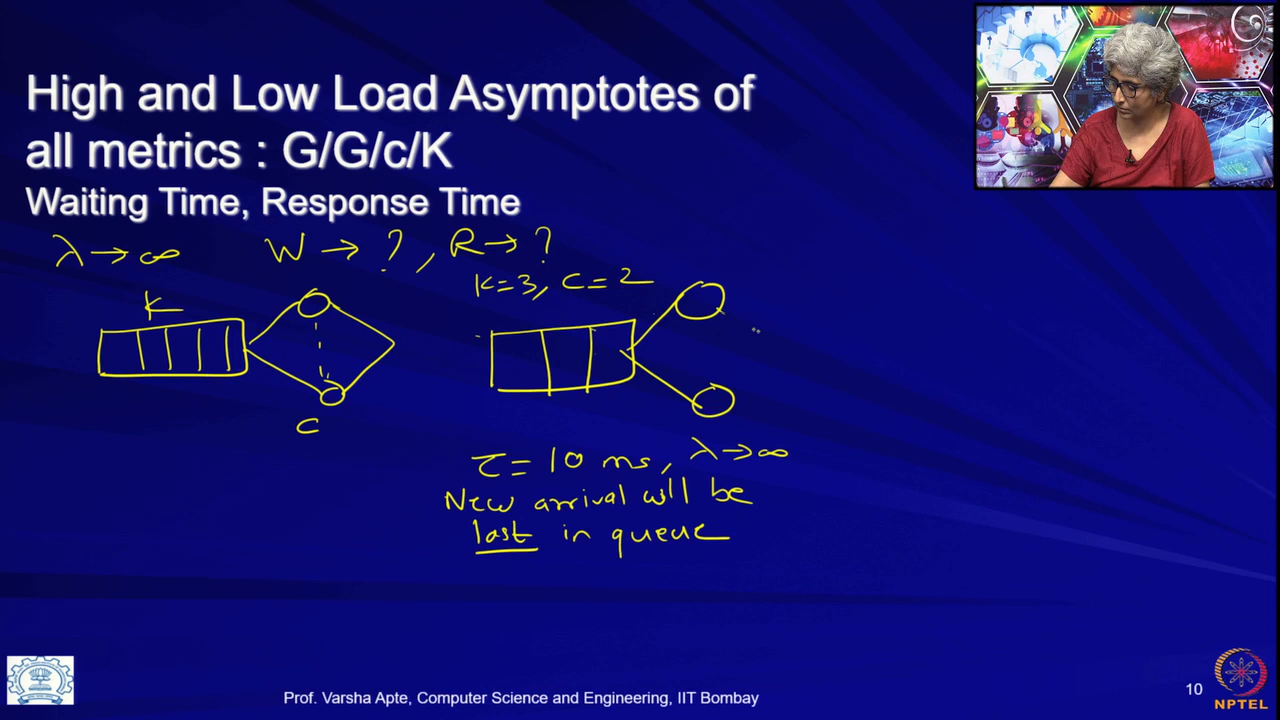 High and Low Load Asymptotes of
all metrics : G/G/c/K
Waiting Time, Response Time
λ → ∞ W → ? , R → ?
K
K=3, C=2
C
τ = 10 ms, λ → ∞
New arrival will be
last in queue
Prof. Varsha Apte, Computer Science and Engineering, IIT Bombay
10
NPTEL